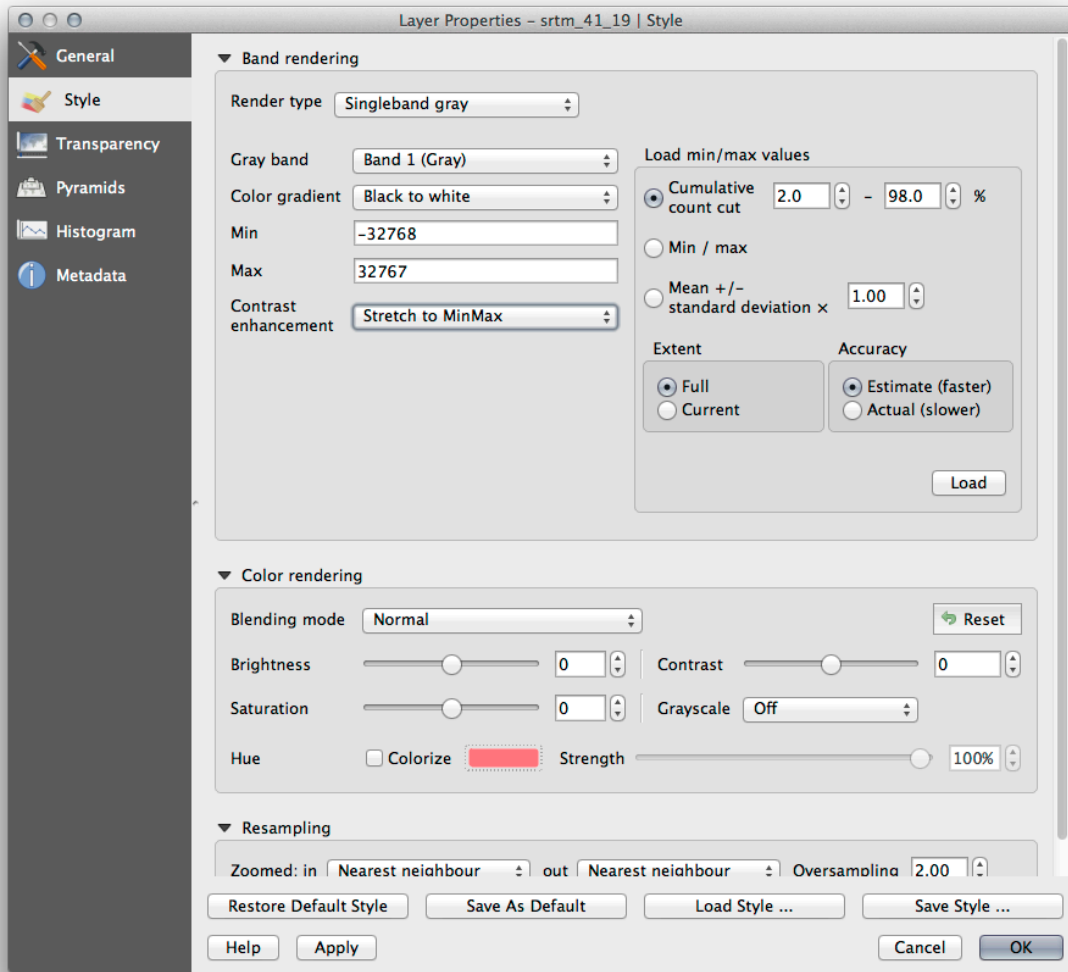 Layer Properties – srtm_41_19 | Style
General
Style
Transparency
Pyramids
Histogram
Metadata
Band rendering
Render type Singleband gray
Gray band Band 1 (Gray)
Color gradient Black to white
Min -32768
Max 32767
Contrast
enhancement Stretch to MinMax
Load min/max values
Cumulative
count cut 2.0 – 98.0 %
Min / max
Mean +/-
standard deviation × 1.00
Extent
Full
Current
Accuracy
Estimate (faster)
Actual (slower)
Load
Color rendering
Blending mode Normal Reset
Brightness 0 Contrast 0
Saturation 0 Grayscale Off
Hue Colorize Strength 100%
Resampling
Zoomed: in Nearest neighbour out Nearest neighbour Oversampling 2.00
Restore Default Style Save As Default Load Style ... Save Style ...
Help Apply Cancel OK